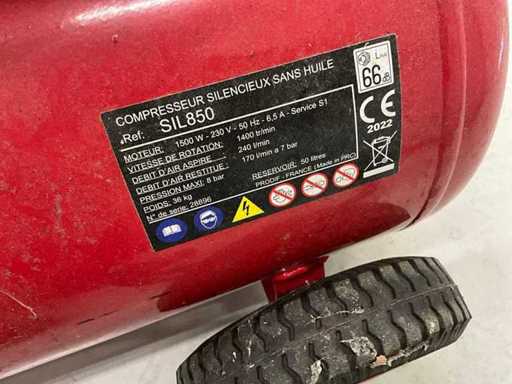 COMPRESSEUR SILENCIEUX SANS HUILE
Ref: SIL850
MOTEUR: 1500 W - 230 V - 50 Hz - 6,5 A - Service S1
VITESSE DE ROTATION: 1400 tr/min
DEBIT D'AIR ASPIRE: 240 l/min
DEBIT D'AIR RESTITUE: 170 l/min a 7 bar
PRESSION MAXI: 8 bar
RESERVOIR: 50 litres
POIDS: 36 kg
PRODIF - FRANCE (Made in PRC)
N° de serie: 28896
66 dB
CE
2022